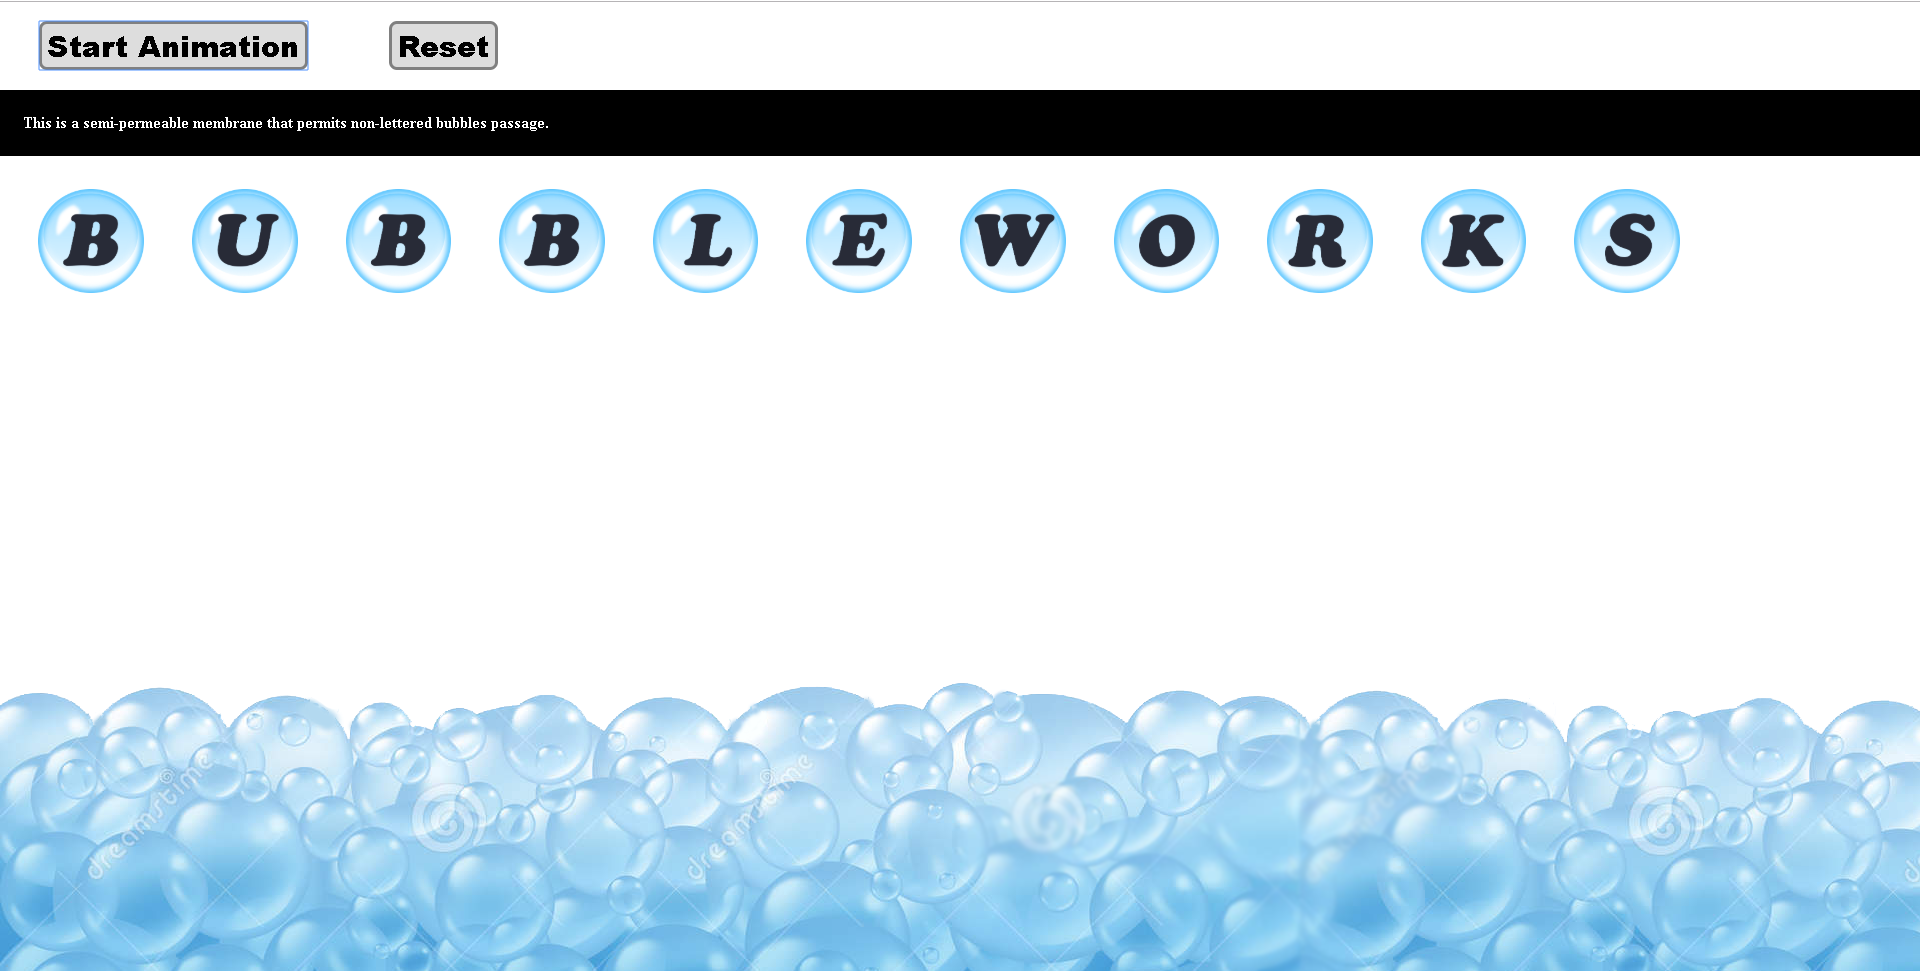 Start Animation Reset
This is a semi-permeable membrane that permits non-lettered bubbles passage.
B U B B L E W O R K S
dreamstime dreamstime